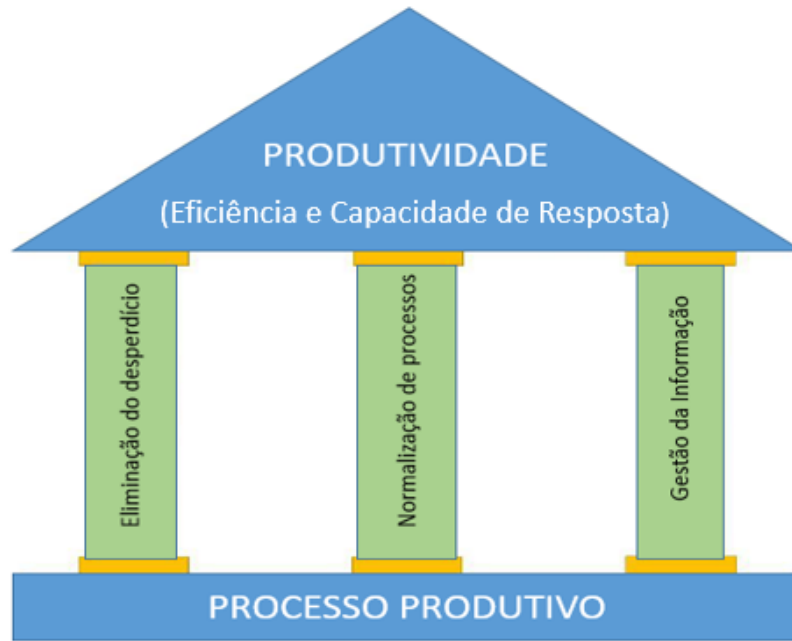 PRODUTIVIDADE
(Eficiência e Capacidade de Resposta)
Eliminação do desperdício
Normalização de processos
Gestão da Informação
PROCESSO PRODUTIVO